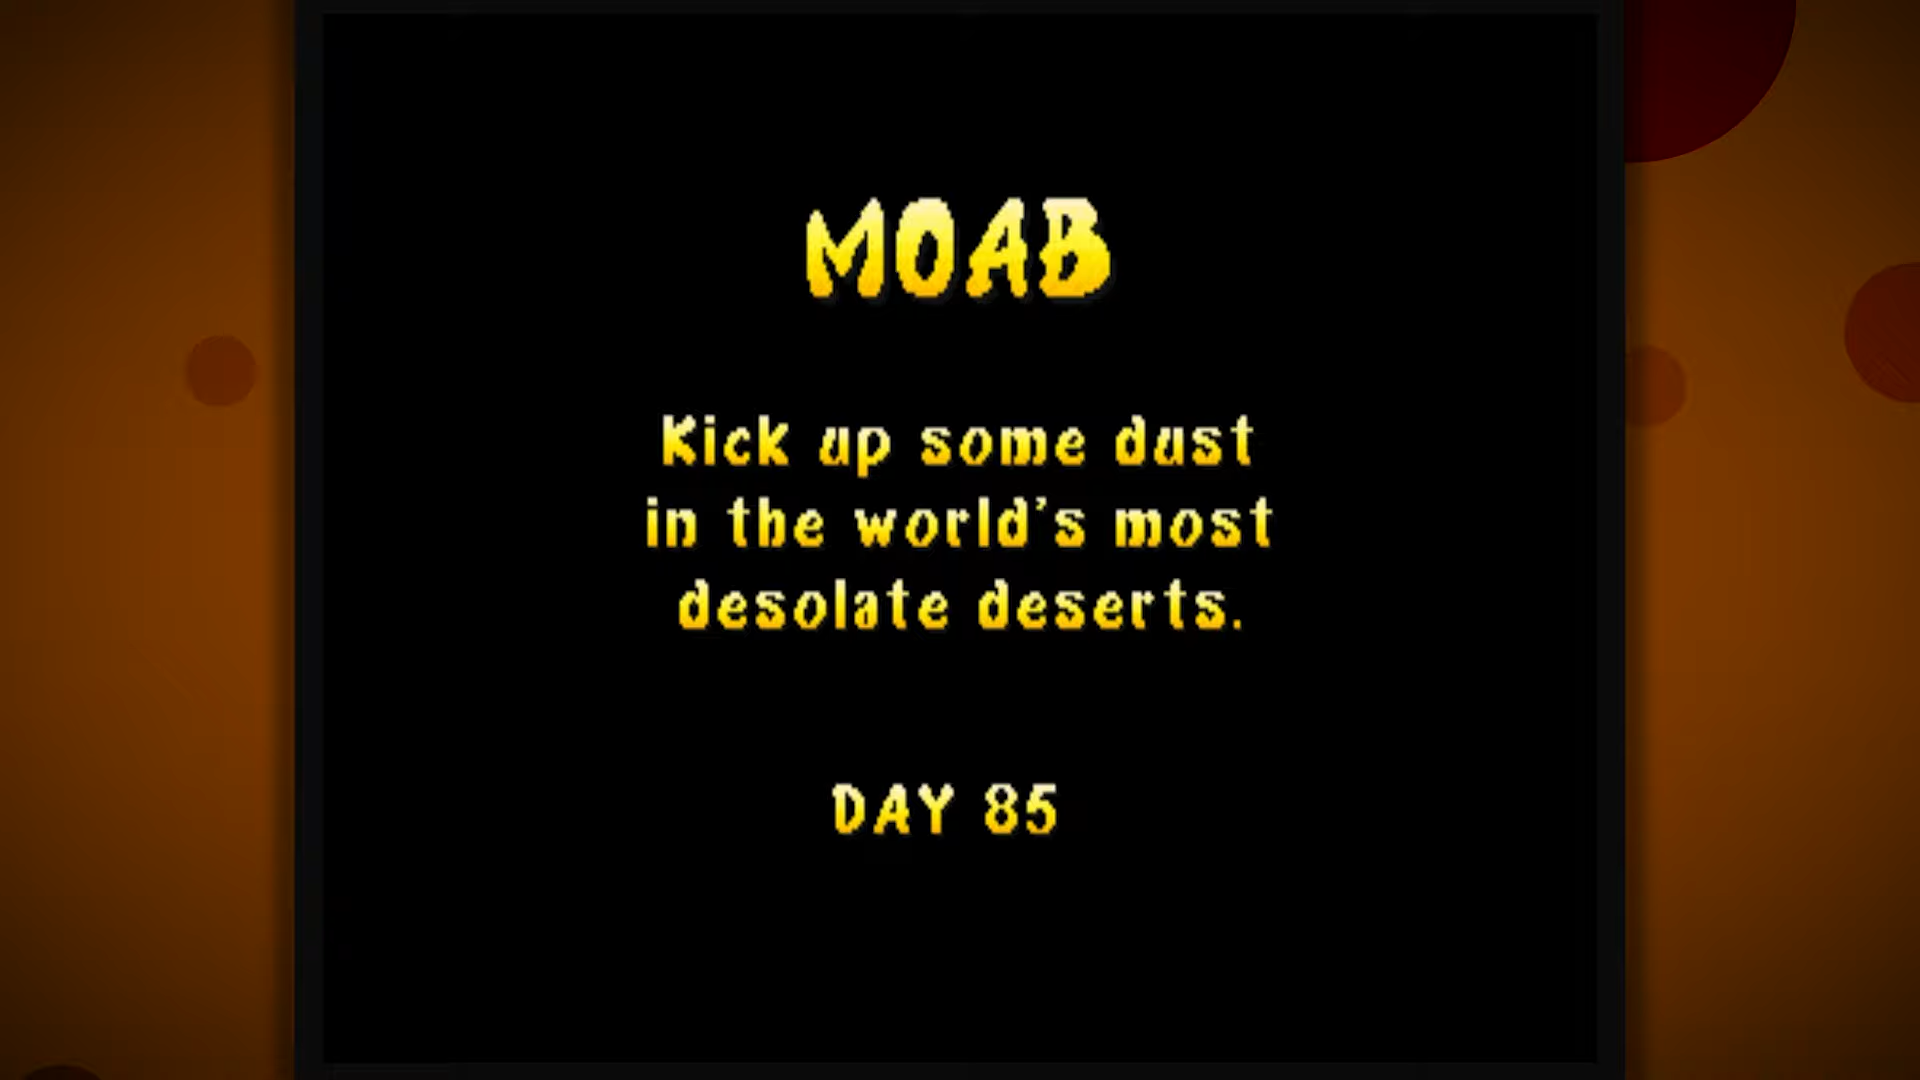 MOAB
Kick up some dust
in the world's most
desolate deserts.
DAY 85